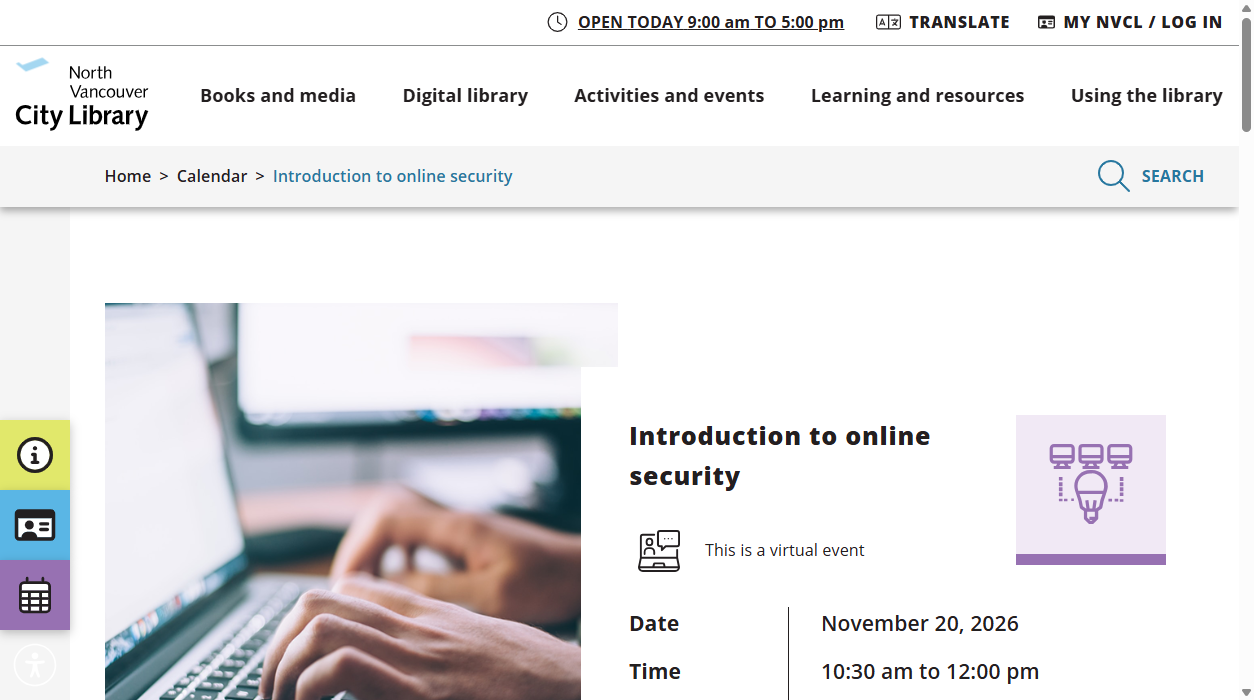 OPEN TODAY 9:00 am TO 5:00 pm
TRANSLATE
MY NVCL / LOG IN
North
Vancouver
City Library
Books and media
Digital library
Activities and events
Learning and resources
Using the library
Home > Calendar > Introduction to online security
SEARCH
Introduction to online
security
This is a virtual event
Date
November 20, 2026
Time
10:30 am to 12:00 pm